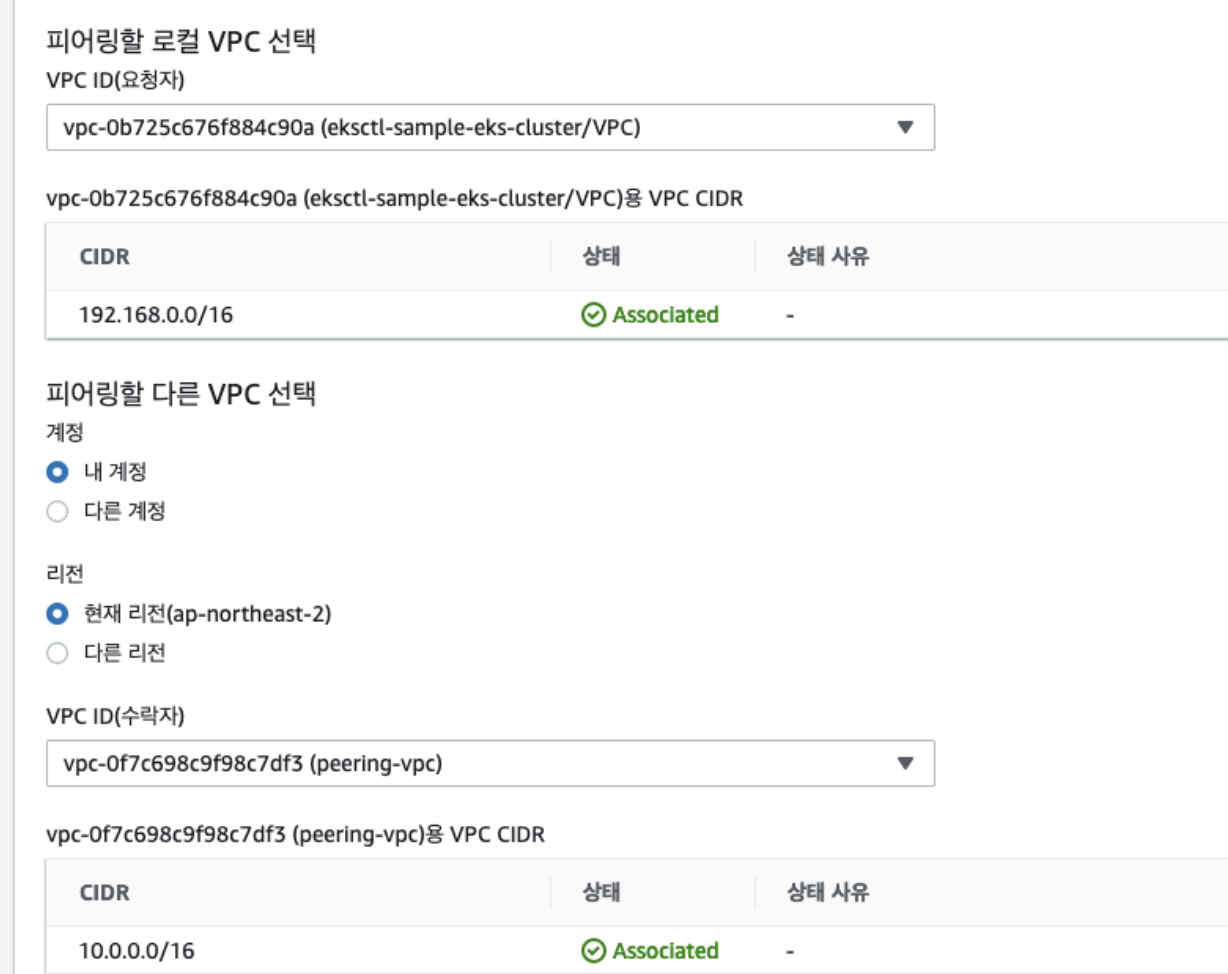 피어링할 로컬 VPC 선택
VPC ID(요청자)
vpc-0b725c676f884c90a (eksctl-sample-eks-cluster/VPC)
vpc-0b725c676f884c90a (eksctl-sample-eks-cluster/VPC)용 VPC CIDR
CIDR 상태 상태 사유
192.168.0.0/16 Associated -
피어링할 다른 VPC 선택
계정
내 계정
다른 계정
리전
현재 리전(ap-northeast-2)
다른 리전
VPC ID(수락자)
vpc-0f7c698c9f98c7df3 (peering-vpc)
vpc-0f7c698c9f98c7df3 (peering-vpc)용 VPC CIDR
CIDR 상태 상태 사유
10.0.0.0/16 Associated -